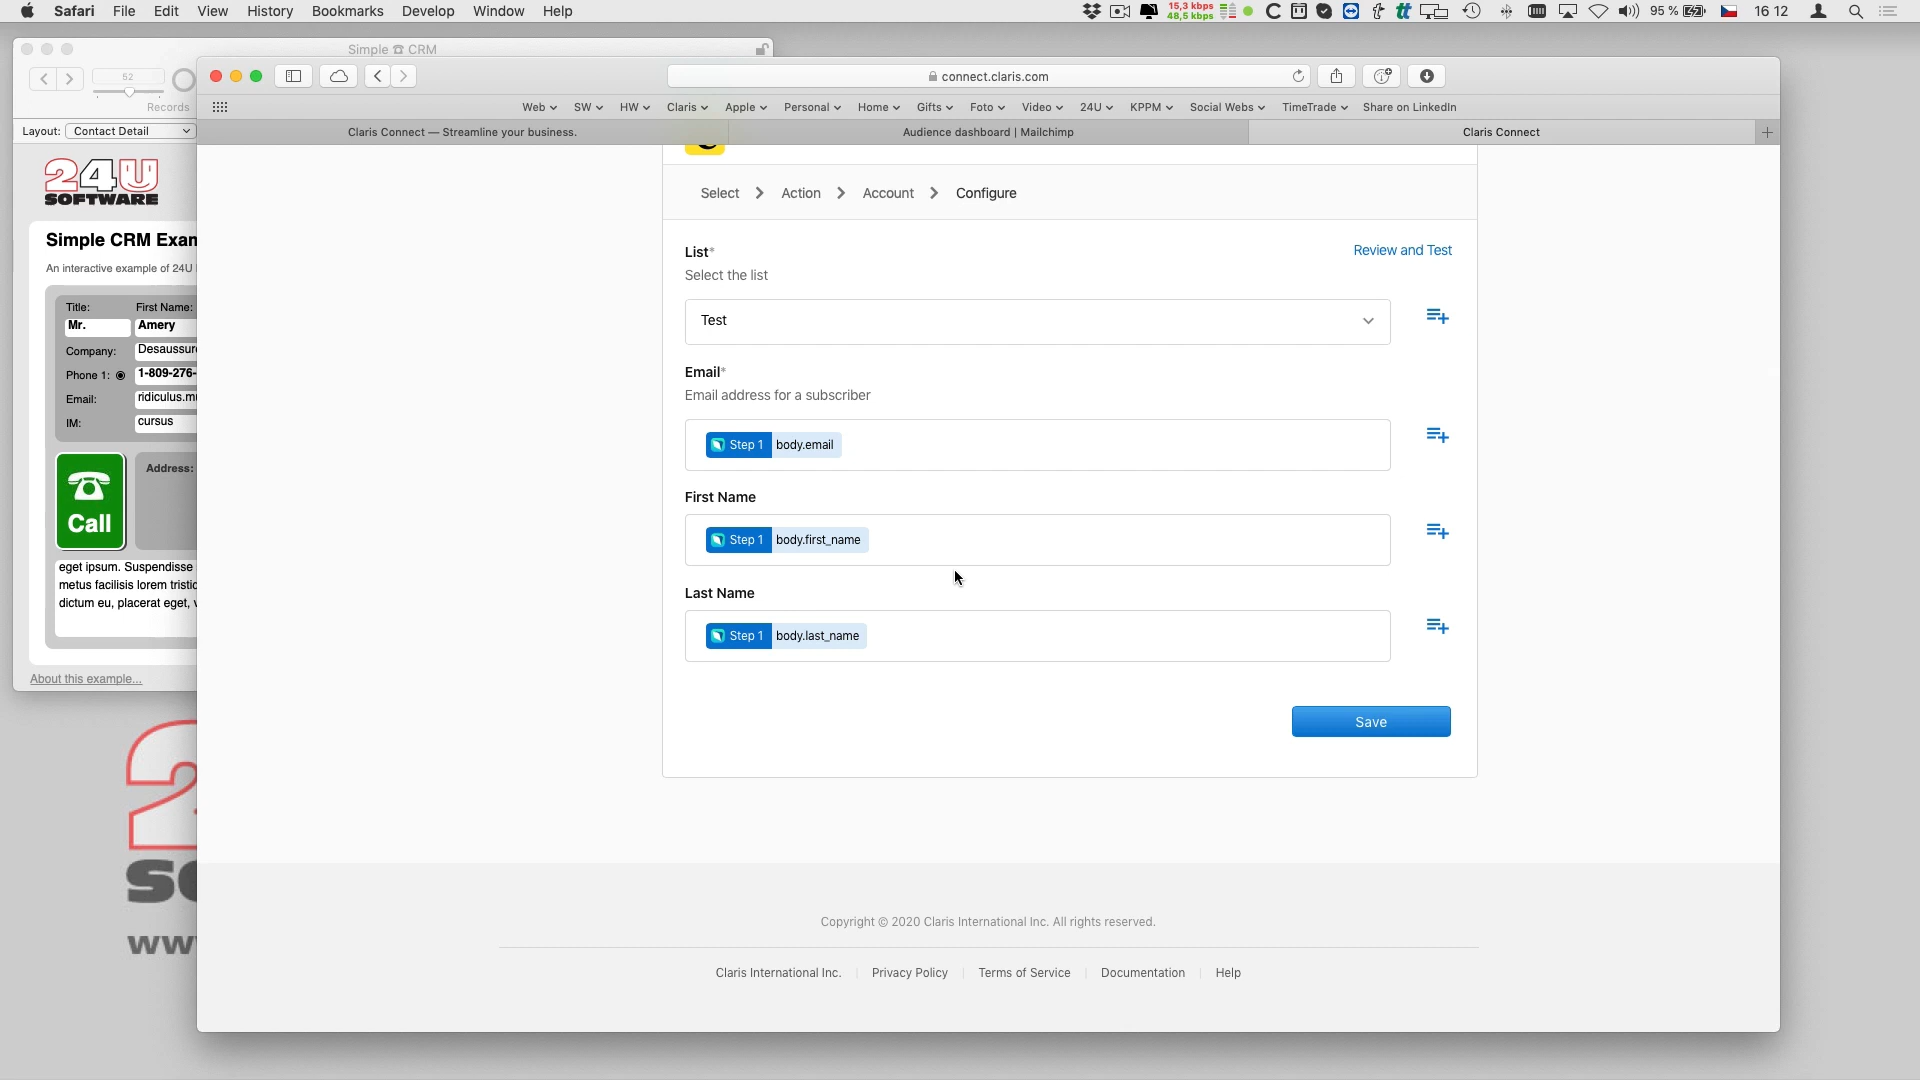 Safari File Edit View History Bookmarks Develop Window Help
15,3 kbps
48,5 kbps
95 %
16 12
Simple ☎ CRM
52
Records
Layout: Contact Detail
24U
SOFTWARE
Simple CRM Exan
An interactive example of 24U
Title: First Name:
Mr. Amery
Company: Desaussur
Phone 1: 1-809-276-
Email: ridiculus.m
IM: cursus
Call
Address:
eget ipsum. Suspendisse
metus facilisis lorem tristic
dictum eu, placerat eget, v
About this example...
connect.claris.com
Web SW HW Claris Apple Personal Home Gifts Foto Video 24U KPPM Social Webs TimeTrade Share on LinkedIn
Claris Connect — Streamline your business.
Audience dashboard | Mailchimp
Claris Connect
Select > Action > Account > Configure
List*
Review and Test
Select the list
Test
Email*
Email address for a subscriber
Step 1 body.email
First Name
Step 1 body.first_name
Last Name
Step 1 body.last_name
Save
Copyright © 2020 Claris International Inc. All rights reserved.
Claris International Inc. | Privacy Policy | Terms of Service | Documentation | Help